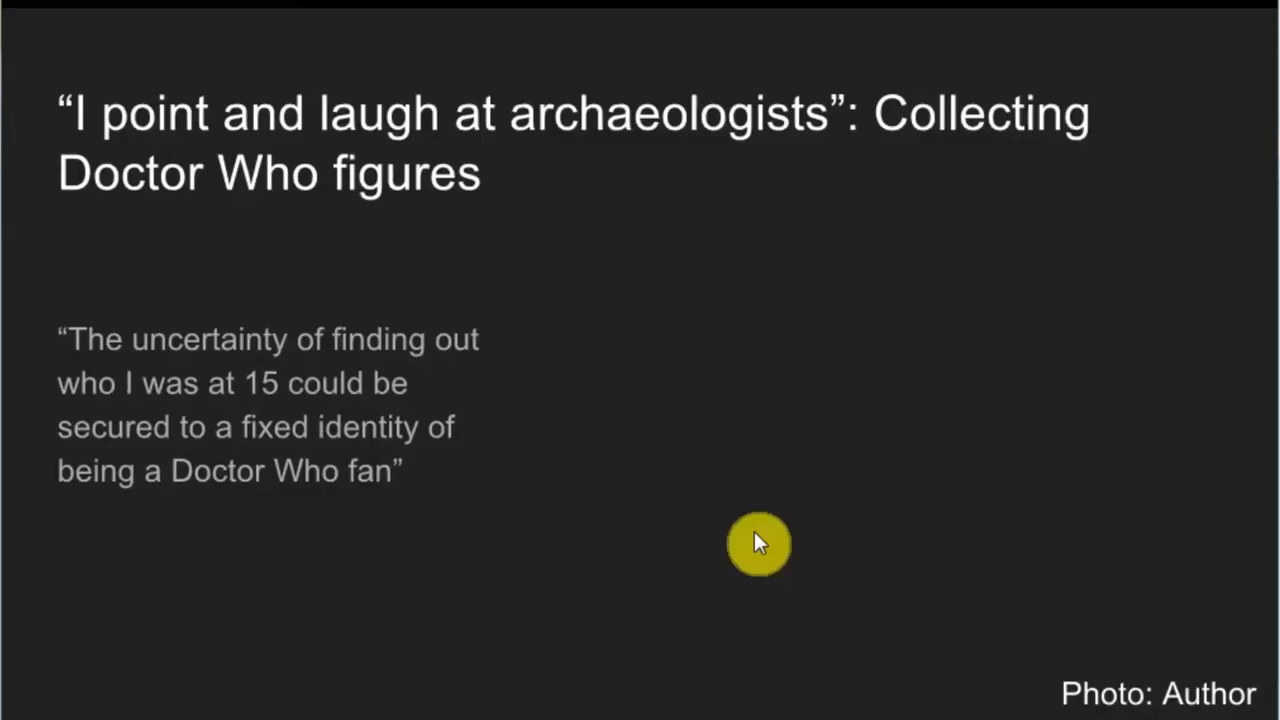 “I point and laugh at archaeologists”: Collecting
Doctor Who figures
“The uncertainty of finding out
who I was at 15 could be
secured to a fixed identity of
being a Doctor Who fan”
Photo: Author